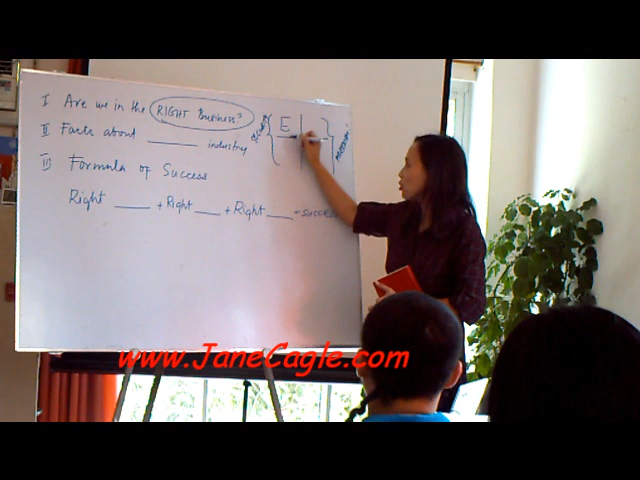 I Are we in the RIGHT Business?
II Facts about ____ industry
III Formula of Success
Right ____ + Right ____ + Right ____ = success
E
www.JaneCagle.com